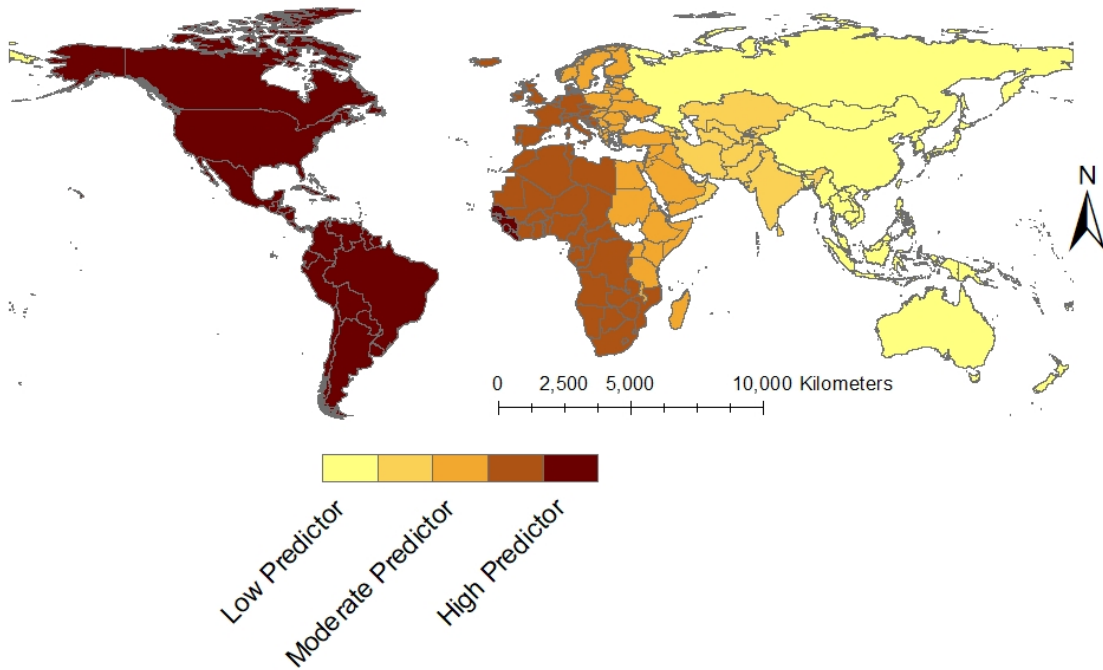 N
0 2,500 5,000 10,000 Kilometers
Low Predictor
Moderate Predictor
High Predictor